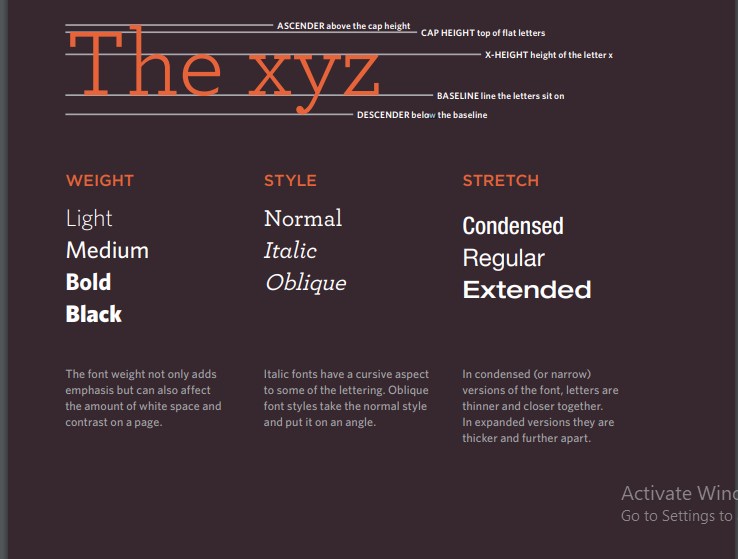 The xyz
ASCENDER above the cap height
CAP HEIGHT top of flat letters
X-HEIGHT height of the letter x
BASELINE line the letters sit on
DESCENDER below the baseline
WEIGHT
Light
Medium
Bold
Black
The font weight not only adds
emphasis but can also affect
the amount of white space and
contrast on a page.
STYLE
Normal
Italic
Oblique
Italic fonts have a cursive aspect
to some of the lettering. Oblique
font styles take the normal style
and put it on an angle.
STRETCH
Condensed
Regular
Extended
In condensed (or narrow)
versions of the font, letters are
thinner and closer together.
In expanded versions they are
thicker and further apart.
Activate Wind
Go to Settings to